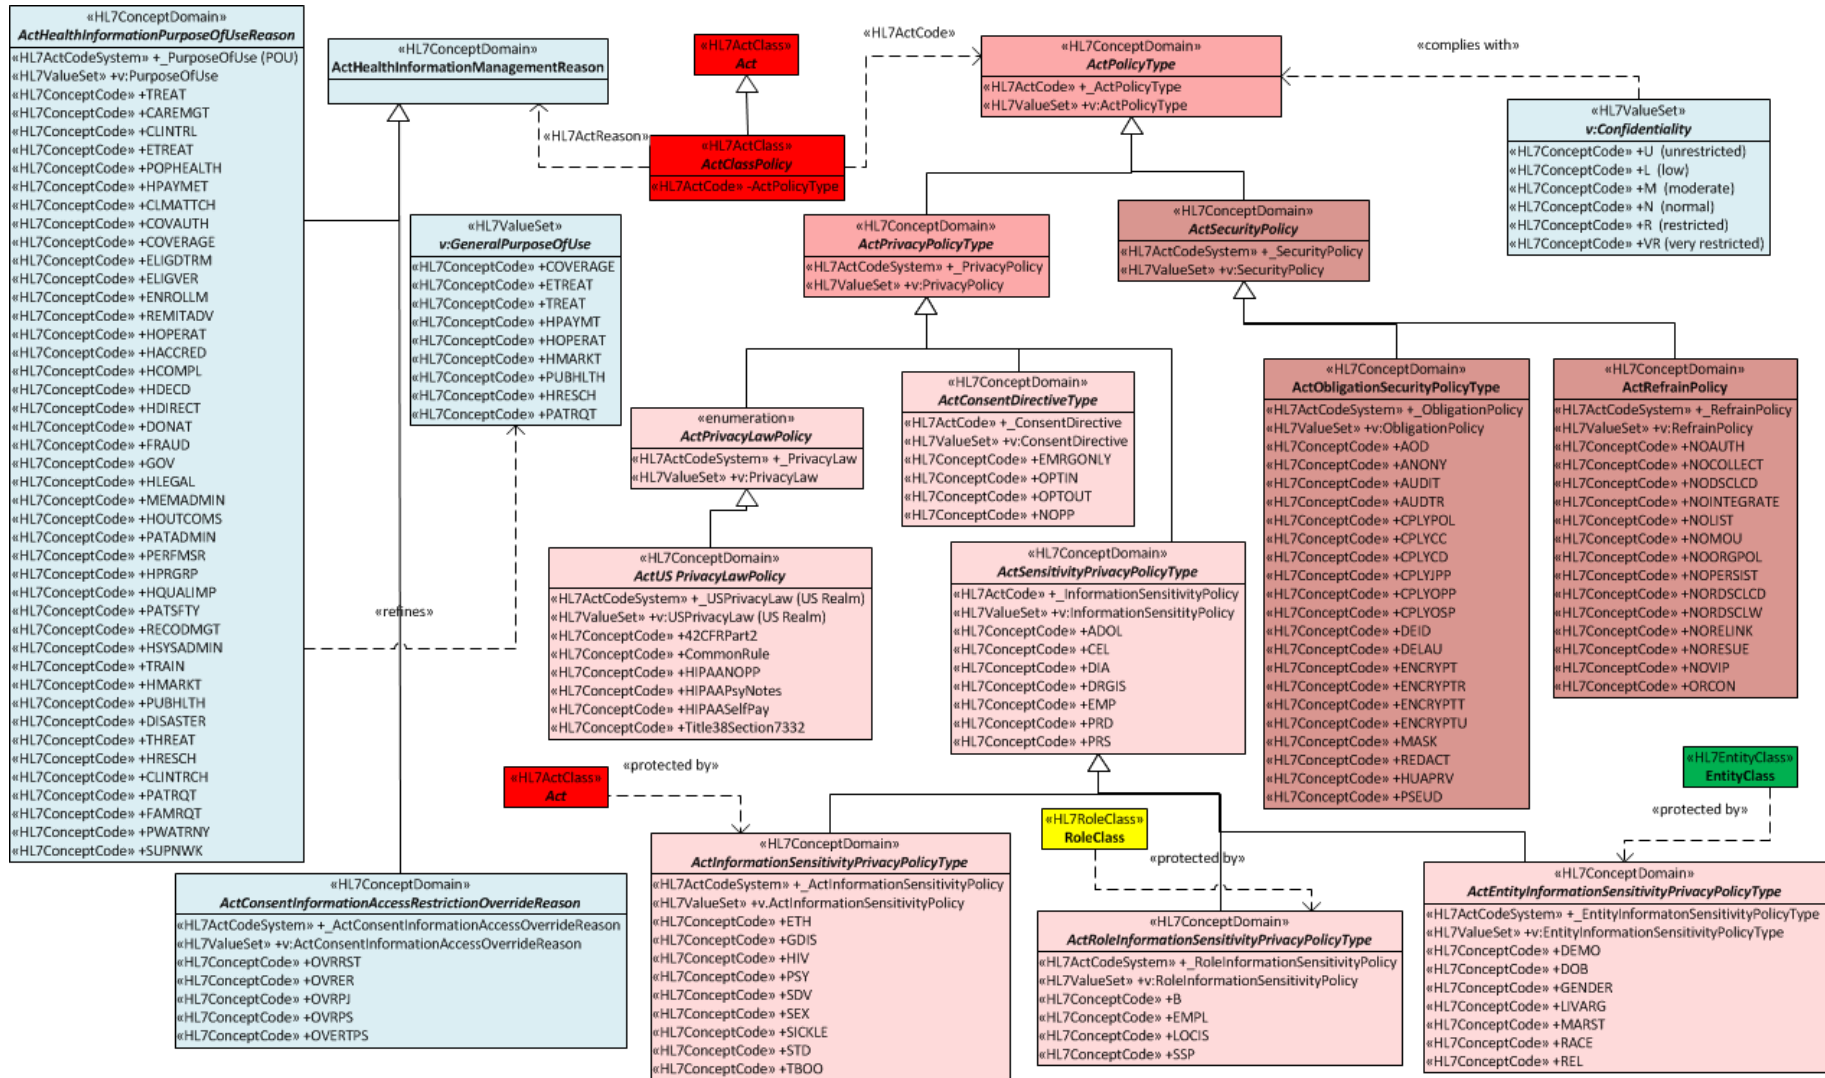 «HL7ConceptDomain»
ActHealthInformationPurposeOfUseReason
«HL7ActCodeSystem» +_PurposeOfUse (POU)
«HL7ValueSet» +v:PurposeOfUse
«HL7ConceptCode» +TREAT
«HL7ConceptCode» +CAREMGT
«HL7ConceptCode» +CLINTRL
«HL7ConceptCode» +ETREAT
«HL7ConceptCode» +POPHEALTH
«HL7ConceptCode» +HPAYMET
«HL7ConceptCode» +CLMATTCH
«HL7ConceptCode» +COVAUTH
«HL7ConceptCode» +COVERAGE
«HL7ConceptCode» +ELIGDTRM
«HL7ConceptCode» +ELIGVER
«HL7ConceptCode» +ENROLLM
«HL7ConceptCode» +REMITADV
«HL7ConceptCode» +HOPERAT
«HL7ConceptCode» +HACCRED
«HL7ConceptCode» +HCOMPL
«HL7ConceptCode» +HDECD
«HL7ConceptCode» +HDIRECT
«HL7ConceptCode» +DONAT
«HL7ConceptCode» +FRAUD
«HL7ConceptCode» +GOV
«HL7ConceptCode» +HLEGAL
«HL7ConceptCode» +MEMADMIN
«HL7ConceptCode» +HOUTCOMS
«HL7ConceptCode» +PATADMIN
«HL7ConceptCode» +PERFMSR
«HL7ConceptCode» +HPRGRP
«HL7ConceptCode» +HQUALIMP
«HL7ConceptCode» +PATSFTY
«HL7ConceptCode» +RECODMGT
«HL7ConceptCode» +HSYSADMIN
«HL7ConceptCode» +TRAIN
«HL7ConceptCode» +HMARKT
«HL7ConceptCode» +PUBHLTH
«HL7ConceptCode» +DISASTER
«HL7ConceptCode» +THREAT
«HL7ConceptCode» +HRESCH
«HL7ConceptCode» +CLINTRCH
«HL7ConceptCode» +PATRQT
«HL7ConceptCode» +FAMRQT
«HL7ConceptCode» +PWATRNY
«HL7ConceptCode» +SUPNWK
«HL7ConceptDomain»
ActHealthInformationManagementReason
«HL7ActReason»
«HL7ActClass»
Act
«HL7ActClass»
ActClassPolicy
«HL7ActCode» -ActPolicyType
«HL7ActCode»
«HL7ConceptDomain»
ActPolicyType
«HL7ActCode» +_ActPolicyType
«HL7ValueSet» +v:ActPolicyType
«complies with»
«HL7ValueSet»
v:Confidentiality
«HL7ConceptCode» +U (unrestricted)
«HL7ConceptCode» +L (low)
«HL7ConceptCode» +M (moderate)
«HL7ConceptCode» +N (normal)
«HL7ConceptCode» +R (restricted)
«HL7ConceptCode» +VR (very restricted)
«HL7ValueSet»
v:GeneralPurposeOfUse
«HL7ConceptCode» +COVERAGE
«HL7ConceptCode» +ETREAT
«HL7ConceptCode» +TREAT
«HL7ConceptCode» +HPAYMT
«HL7ConceptCode» +HOPERAT
«HL7ConceptCode» +HMARKT
«HL7ConceptCode» +PUBHLTH
«HL7ConceptCode» +HRESCH
«HL7ConceptCode» +PATRQT
«refines»
«HL7ConceptDomain»
ActPrivacyPolicyType
«HL7ActCodeSystem» +_PrivacyPolicy
«HL7ValueSet» +v:PrivacyPolicy
«HL7ConceptDomain»
ActSecurityPolicy
«HL7ActCodeSystem» +_SecurityPolicy
«HL7ValueSet» +v:SecurityPolicy
«enumeration»
ActPrivacyLawPolicy
«HL7ActCodeSystem» +_PrivacyLaw
«HL7ValueSet» +v:PrivacyLaw
«HL7ConceptDomain»
ActConsentDirectiveType
«HL7ActCode» +_ConsentDirective
«HL7ValueSet» +v:ConsentDirective
«HL7ConceptCode» +EMRGONLY
«HL7ConceptCode» +OPTIN
«HL7ConceptCode» +OPTOUT
«HL7ConceptCode» +NOPP
«HL7ConceptDomain»
ActObligationSecurityPolicyType
«HL7ActCodeSystem» +_ObligationPolicy
«HL7ValueSet» +v:ObligationPolicy
«HL7ConceptCode» +AOD
«HL7ConceptCode» +ANONY
«HL7ConceptCode» +AUDIT
«HL7ConceptCode» +AUDTR
«HL7ConceptCode» +CPLYPOL
«HL7ConceptCode» +CPLYCC
«HL7ConceptCode» +CPLYCD
«HL7ConceptCode» +CPLYJPP
«HL7ConceptCode» +CPLYOPP
«HL7ConceptCode» +CPLYOSP
«HL7ConceptCode» +DEID
«HL7ConceptCode» +DELAU
«HL7ConceptCode» +ENCRYPT
«HL7ConceptCode» +ENCRYPTR
«HL7ConceptCode» +ENCRYPTT
«HL7ConceptCode» +ENCRYPTU
«HL7ConceptCode» +MASK
«HL7ConceptCode» +REDACT
«HL7ConceptCode» +HUAPRV
«HL7ConceptCode» +PSEUD
«HL7ConceptDomain»
ActRefrainPolicy
«HL7ActCodeSystem» +_RefrainPolicy
«HL7ValueSet» +v:RefrainPolicy
«HL7ConceptCode» +NOAUTH
«HL7ConceptCode» +NOCOLLECT
«HL7ConceptCode» +NODSCLCD
«HL7ConceptCode» +NOINTEGRATE
«HL7ConceptCode» +NOLIST
«HL7ConceptCode» +NOMOU
«HL7ConceptCode» +NOORGPOL
«HL7ConceptCode» +NOPERSIST
«HL7ConceptCode» +NORDSCLCD
«HL7ConceptCode» +NORDSCLW
«HL7ConceptCode» +NORELINK
«HL7ConceptCode» +NORESUE
«HL7ConceptCode» +NOVIP
«HL7ConceptCode» +ORCON
«HL7ConceptDomain»
ActUS PrivacyLawPolicy
«HL7ActCodeSystem» +_USPrivacyLaw (US Realm)
«HL7ValueSet» +v:USPrivacyLaw (US Realm)
«HL7ConceptCode» +42CFRPart2
«HL7ConceptCode» +CommonRule
«HL7ConceptCode» +HIPAANOPP
«HL7ConceptCode» +HIPAAPsyNotes
«HL7ConceptCode» +HIPAASelfPay
«HL7ConceptCode» +Title38Section7332
«HL7ConceptDomain»
ActSensitivityPrivacyPolicyType
«HL7ActCode» +_InformationSensitivityPolicy
«HL7ValueSet» +v:InformationSensitityPolicy
«HL7ConceptCode» +ADOL
«HL7ConceptCode» +CEL
«HL7ConceptCode» +DIA
«HL7ConceptCode» +DRGIS
«HL7ConceptCode» +EMP
«HL7ConceptCode» +PRD
«HL7ConceptCode» +PRS
«HL7ActClass»
Act
«protected by»
«HL7RoleClass»
RoleClass
«protected by»
«HL7EntityClass»
EntityClass
«protected by»
«HL7ConceptDomain»
ActConsentInformationAccessRestrictionOverrideReason
«HL7ActCodeSystem» +_ActConsentInformationAccessOverrideReason
«HL7ValueSet» +v:ActConsentInformationAccessOverrideReason
«HL7ConceptCode» +OVRRST
«HL7ConceptCode» +OVRER
«HL7ConceptCode» +OVRPJ
«HL7ConceptCode» +OVRPS
«HL7ConceptCode» +OVERTPS
«HL7ConceptDomain»
ActInformationSensitivityPrivacyPolicyType
«HL7ActCodeSystem» +_ActInformationSensitivityPolicy
«HL7ValueSet» +v.ActInformationSensitivityPolicy
«HL7ConceptCode» +ETH
«HL7ConceptCode» +GDIS
«HL7ConceptCode» +HIV
«HL7ConceptCode» +PSY
«HL7ConceptCode» +SDV
«HL7ConceptCode» +SEX
«HL7ConceptCode» +SICKLE
«HL7ConceptCode» +STD
«HL7ConceptCode» +TBOO
«HL7ConceptDomain»
ActRoleInformationSensitivityPrivacyPolicyType
«HL7ActCodeSystem» +_RoleInformationSensitivityPolicy
«HL7ValueSet» +v:RoleInformationSensitivityPolicy
«HL7ConceptCode» +B
«HL7ConceptCode» +EMPL
«HL7ConceptCode» +LOCIS
«HL7ConceptCode» +SSP
«HL7ConceptDomain»
ActEntityInformationSensitivityPrivacyPolicyType
«HL7ActCodeSystem» +_EntityInformatonSensitivityPolicyType
«HL7ValueSet» +v:EntityInformationSensitivityPolicyType
«HL7ConceptCode» +DEMO
«HL7ConceptCode» +DOB
«HL7ConceptCode» +GENDER
«HL7ConceptCode» +LIVARG
«HL7ConceptCode» +MARST
«HL7ConceptCode» +RACE
«HL7ConceptCode» +REL